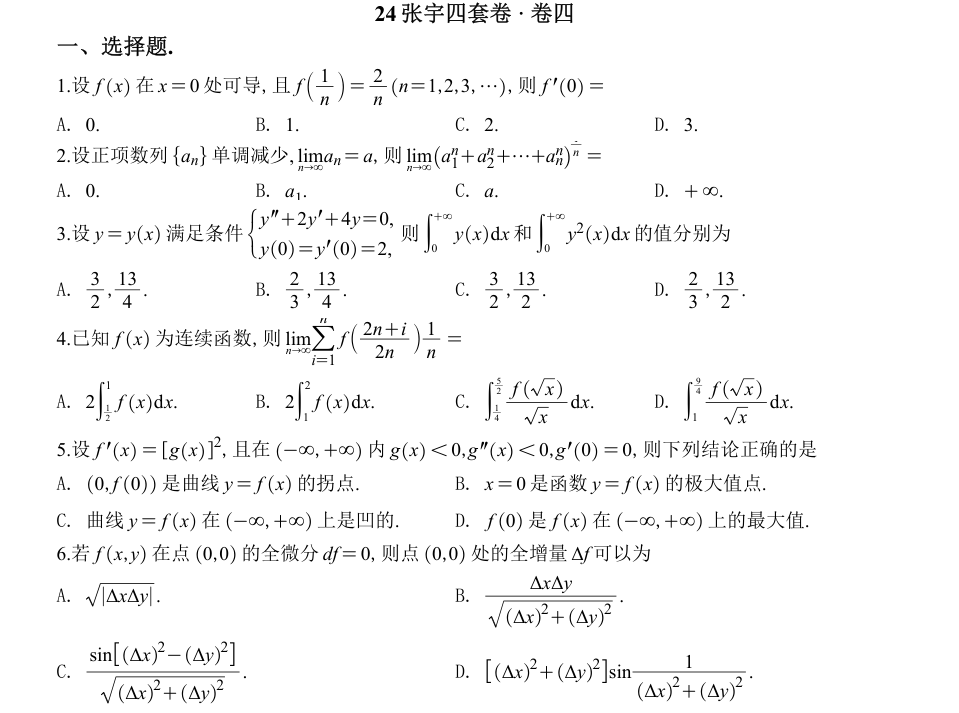 24张宇四套卷·卷四
一、选择题.
1.设 f(x) 在 x=0 处可导, 且 f(1/n)=2/n (n=1,2,3,⋯), 则 f′(0)=
A. 0. B. 1. C. 2. D. 3.
2.设正项数列 {aₙ} 单调减少, lim_{n→∞} aₙ=a, 则 lim_{n→∞}(a₁ⁿ+a₂ⁿ+⋯+aₙⁿ)^{1/n} =
A. 0. B. a₁. C. a. D. +∞.
3.设 y=y(x) 满足条件 {y″+2y′+4y=0, y(0)=y′(0)=2, 则 ∫₀^{+∞} y(x)dx 和 ∫₀^{+∞} y²(x)dx 的值分别为
A. 3/2, 13/4. B. 2/3, 13/4. C. 3/2, 13/2. D. 2/3, 13/2.
4.已知 f(x) 为连续函数, 则 lim_{n→∞} ∑_{i=1}^{n} f((2n+i)/2n) 1/n =
A. 2∫_{1/2}^{1} f(x)dx. B. 2∫_{1}^{2} f(x)dx. C. ∫_{1/4}^{5/2} f(√x)/√x dx. D. ∫_{1}^{9/4} f(√x)/√x dx.
5.设 f′(x)=[g(x)]², 且在 (−∞,+∞) 内 g(x)<0,g″(x)<0,g′(0)=0, 则下列结论正确的是
A. (0,f(0)) 是曲线 y=f(x) 的拐点. B. x=0 是函数 y=f(x) 的极大值点.
C. 曲线 y=f(x) 在 (−∞,+∞) 上是凹的. D. f(0) 是 f(x) 在 (−∞,+∞) 上的最大值.
6.若 f(x,y) 在点 (0,0) 的全微分 df=0, 则点 (0,0) 处的全增量 Δf 可以为
A. √|ΔxΔy|. B. ΔxΔy/√((Δx)²+(Δy)²).
C. sin[(Δx)²−(Δy)²]/√((Δx)²+(Δy)²). D. [(Δx)²+(Δy)²]sin 1/((Δx)²+(Δy)²).